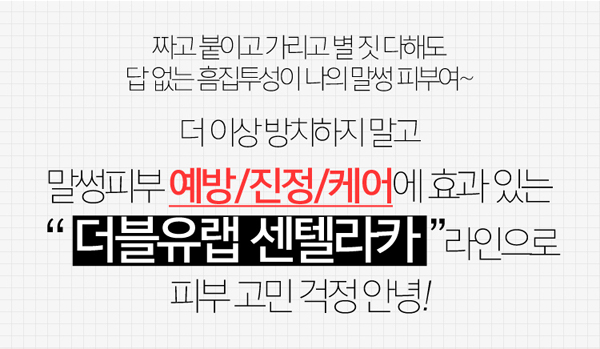 짜고 붙이고 가리고 별 짓 다해도
답 없는 흠집투성이 나의 말썽 피부여~
더 이상 방치하지 말고
말썽피부 예방/진정/케어에 효과 있는
“ 더블유랩 센텔라카 ”라인으로
피부 고민 걱정 안녕!